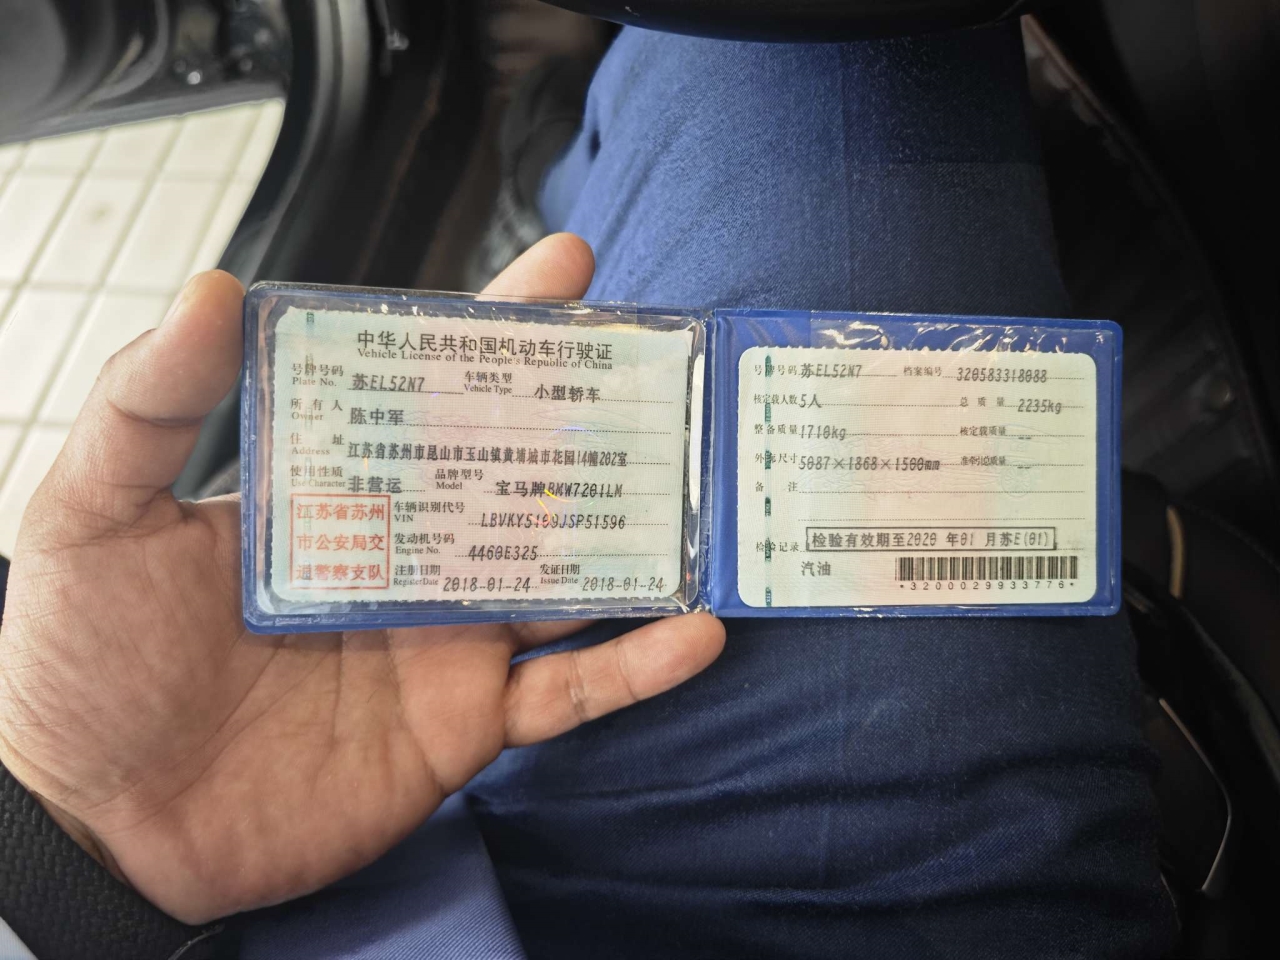 中华人民共和国机动车行驶证
Vehicle License of the People's Republic of China
号牌号码 苏EL52N7 车辆类型 小型轿车
Plate No. Vehicle Type
所有人 陈中军
Owner
住址 江苏省苏州市昆山市玉山镇黄埔城市花园14幢202室
Address
使用性质 非营运 品牌型号 宝马牌BMW7201LM
Use Character Model
江苏省苏州
市公安局交
通警察支队
车辆识别代号 LBVKY5109JSP51596
VIN
发动机号码 4460E325
Engine No.
注册日期 2018-01-24 发证日期 2018-01-24
Register Date Issue Date
号牌号码 苏EL52N7 档案编号 320583318088
核定载人数 5人 总质量 2235kg
整备质量 1710kg 核定载质量 --
外廓尺寸 5087×1868×1500mm 准牵引总质量 --
备注
检验记录 检验有效期至2020年01月苏E(01)
汽油
*3200029933776*